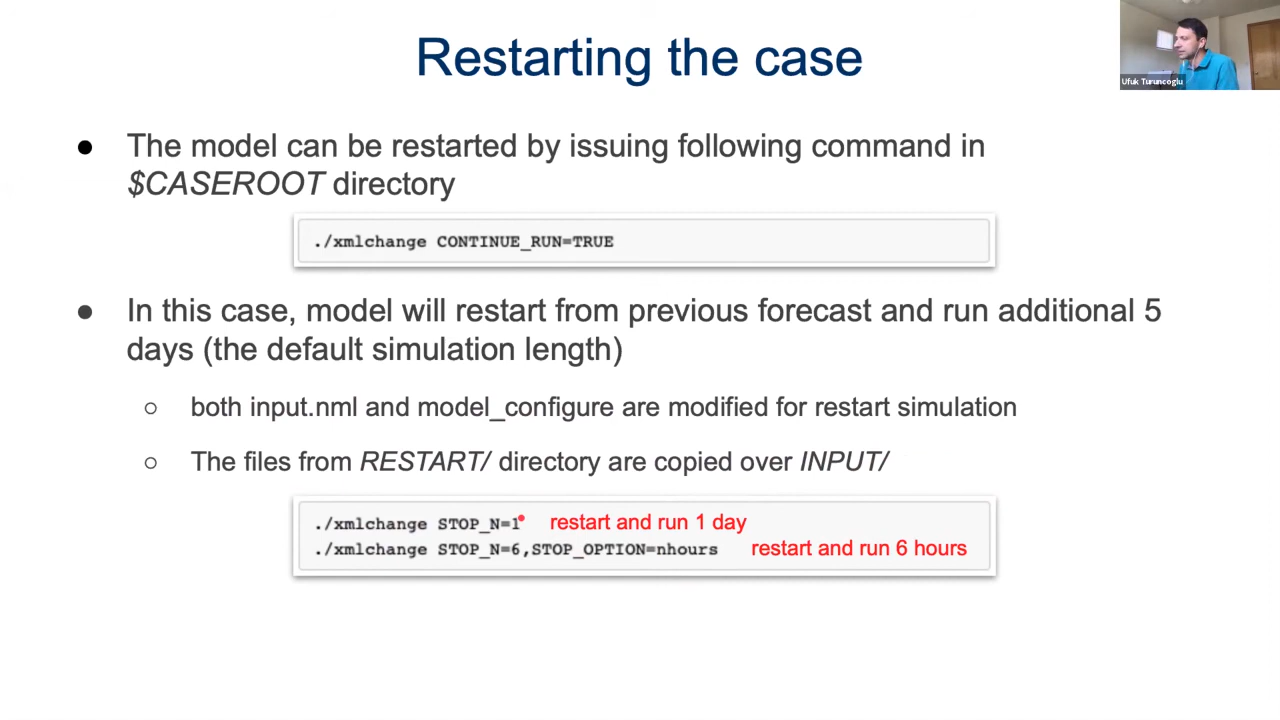 Restarting the case
Ufuk Turuncoglu
● The model can be restarted by issuing following command in
$CASEROOT directory
./xmlchange CONTINUE_RUN=TRUE
● In this case, model will restart from previous forecast and run additional 5
days (the default simulation length)
○ both input.nml and model_configure are modified for restart simulation
○ The files from RESTART/ directory are copied over INPUT/
./xmlchange STOP_N=1 restart and run 1 day
./xmlchange STOP_N=6,STOP_OPTION=nhours restart and run 6 hours